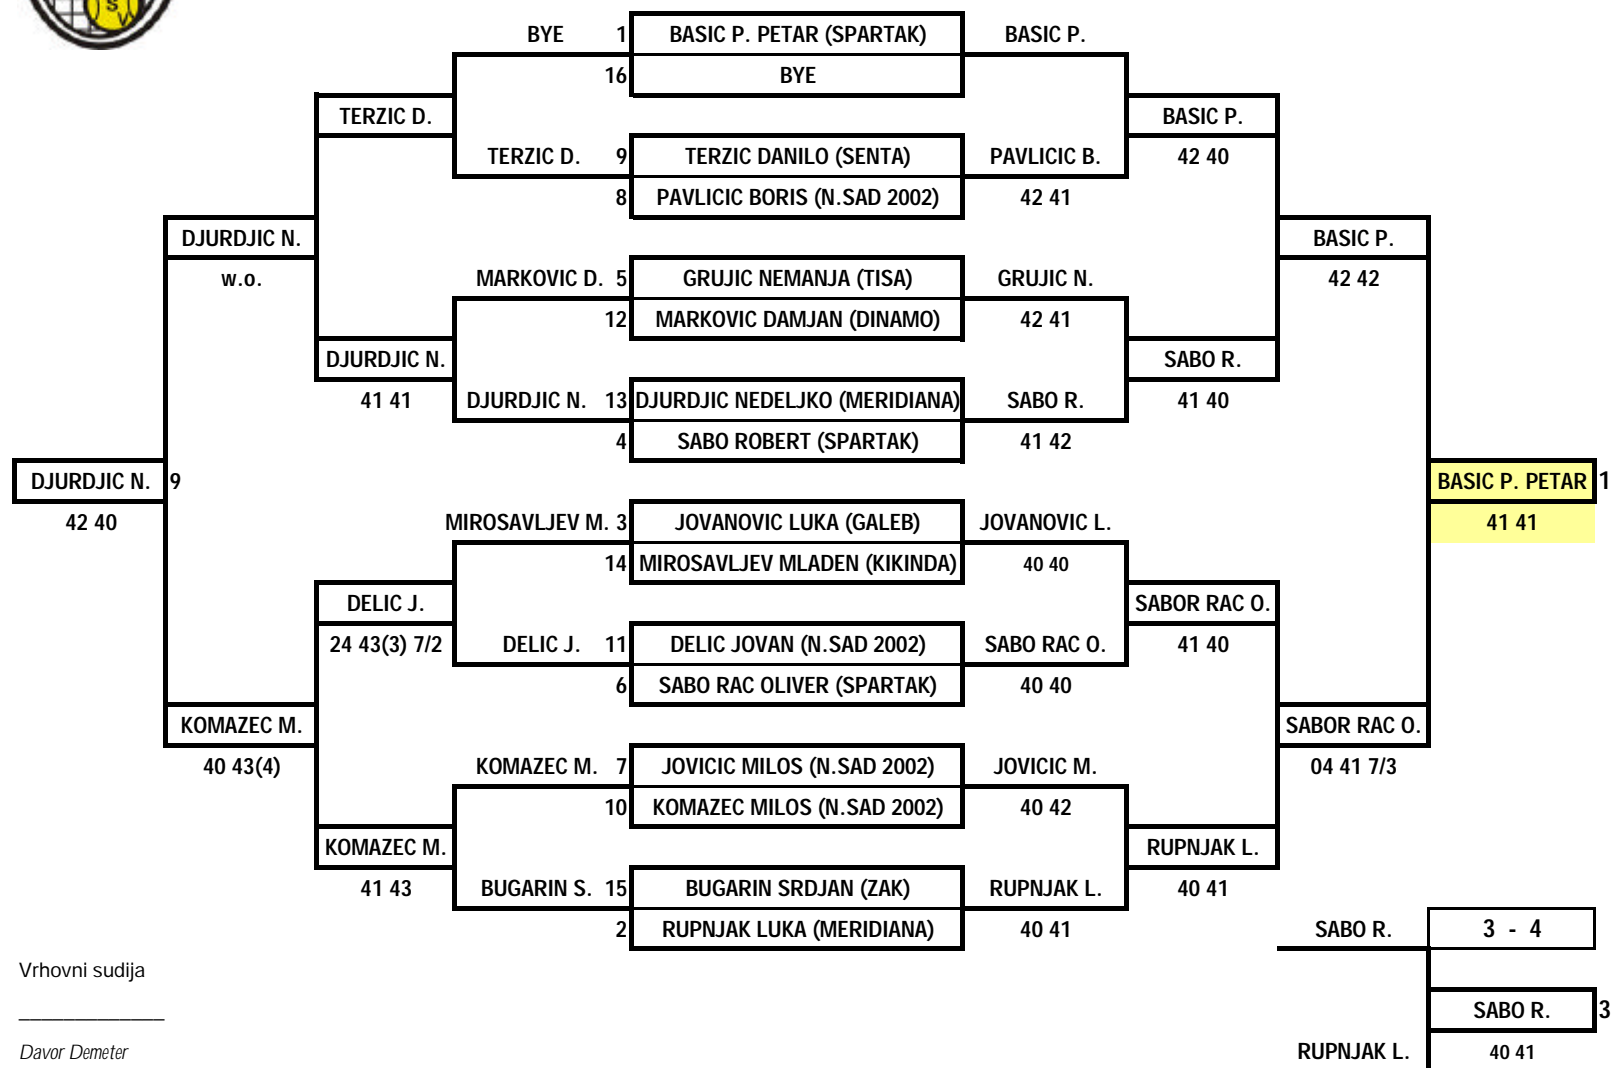 S
BYE 1 BASIC P. PETAR (SPARTAK) BASIC P.
16 BYE
TERZIC D. BASIC P.
TERZIC D. 9 TERZIC DANILO (SENTA) PAVLICIC B. 42 40
8 PAVLICIC BORIS (N.SAD 2002) 42 41
DJURDJIC N. BASIC P.
w.o. MARKOVIC D. 5 GRUJIC NEMANJA (TISA) GRUJIC N. 42 42
12 MARKOVIC DAMJAN (DINAMO) 42 41
DJURDJIC N. SABO R.
41 41 DJURDJIC N. 13 DJURDJIC NEDELJKO (MERIDIANA) SABO R. 41 40
4 SABO ROBERT (SPARTAK) 41 42
DJURDJIC N. 9 BASIC P. PETAR 1
42 40 MIROSAVLJEV M. 3 JOVANOVIC LUKA (GALEB) JOVANOVIC L. 41 41
14 MIROSAVLJEV MLADEN (KIKINDA) 40 40
DELIC J. SABOR RAC O.
24 43(3) 7/2 DELIC J. 11 DELIC JOVAN (N.SAD 2002) SABO RAC O. 41 40
6 SABO RAC OLIVER (SPARTAK) 40 40
KOMAZEC M. SABOR RAC O.
40 43(4) KOMAZEC M. 7 JOVICIC MILOS (N.SAD 2002) JOVICIC M. 04 41 7/3
10 KOMAZEC MILOS (N.SAD 2002) 40 42
KOMAZEC M. RUPNJAK L.
41 43 BUGARIN S. 15 BUGARIN SRDJAN (ZAK) RUPNJAK L. 40 41
2 RUPNJAK LUKA (MERIDIANA) 40 41 SABO R. 3 - 4
Vrhovni sudija
SABO R. 3
Davor Demeter RUPNJAK L. 40 41